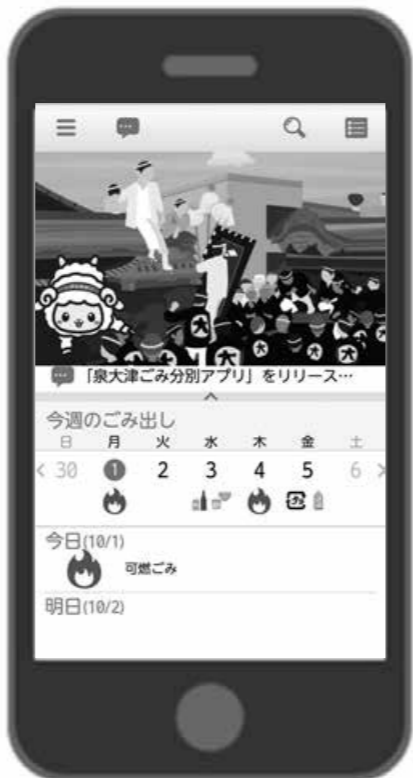 「泉大津ごみ分別アプリ」をリリース…
今週のごみ出し
日 月 火 水 木 金 土
30 1 2 3 4 5 6
今日(10/1)
可燃ごみ
明日(10/2)